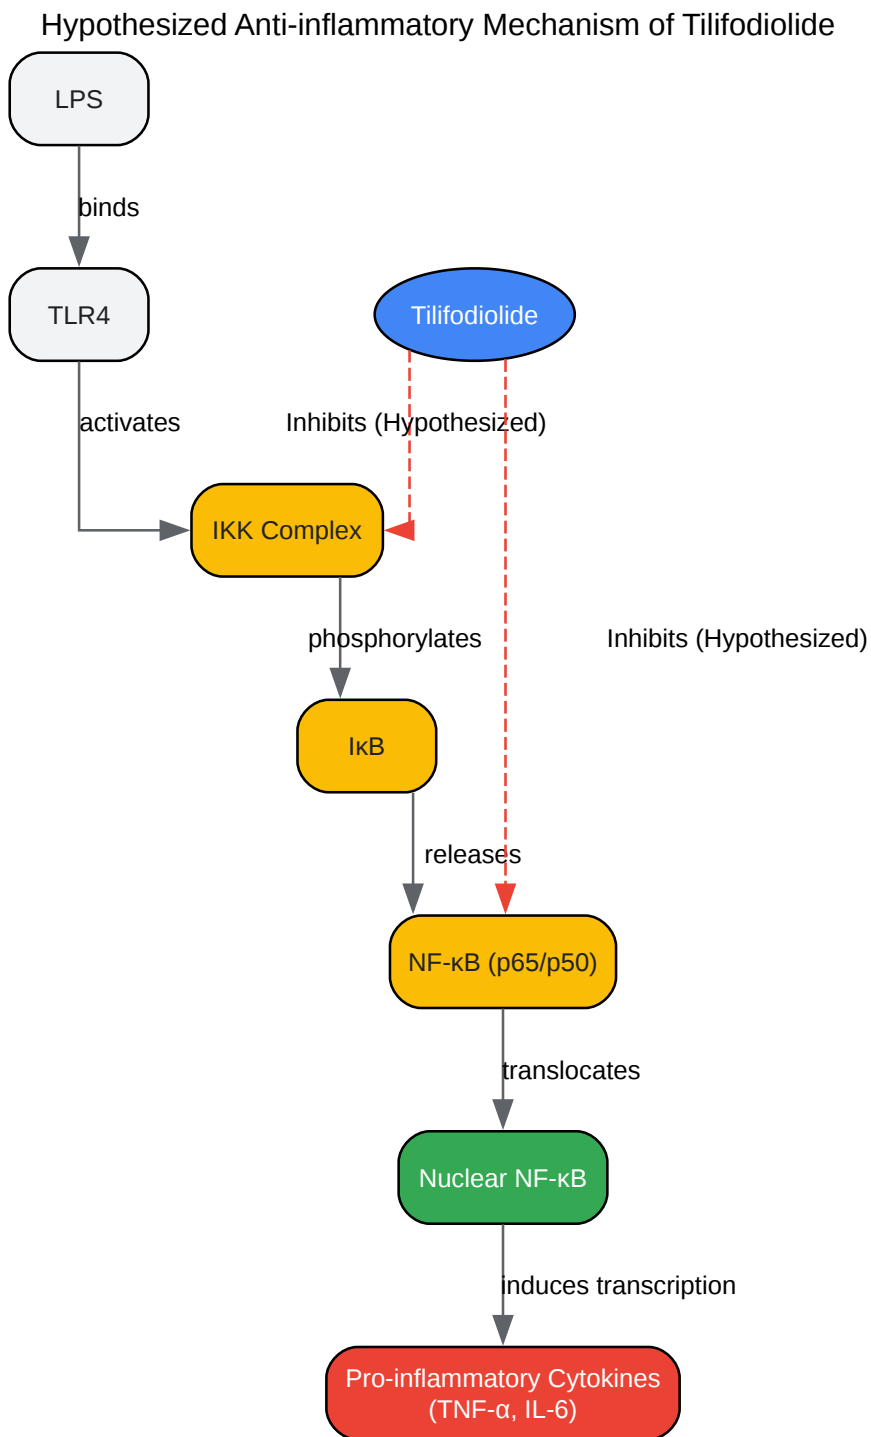 Hypothesized Anti-inflammatory Mechanism of Tilifodiolide
LPS
binds
TLR4
Tilifodiolide
activates
Inhibits (Hypothesized)
IKK Complex
phosphorylates
Inhibits (Hypothesized)
IκB
releases
NF-κB (p65/p50)
translocates
Nuclear NF-κB
induces transcription
Pro-inflammatory Cytokines
(TNF-α, IL-6)